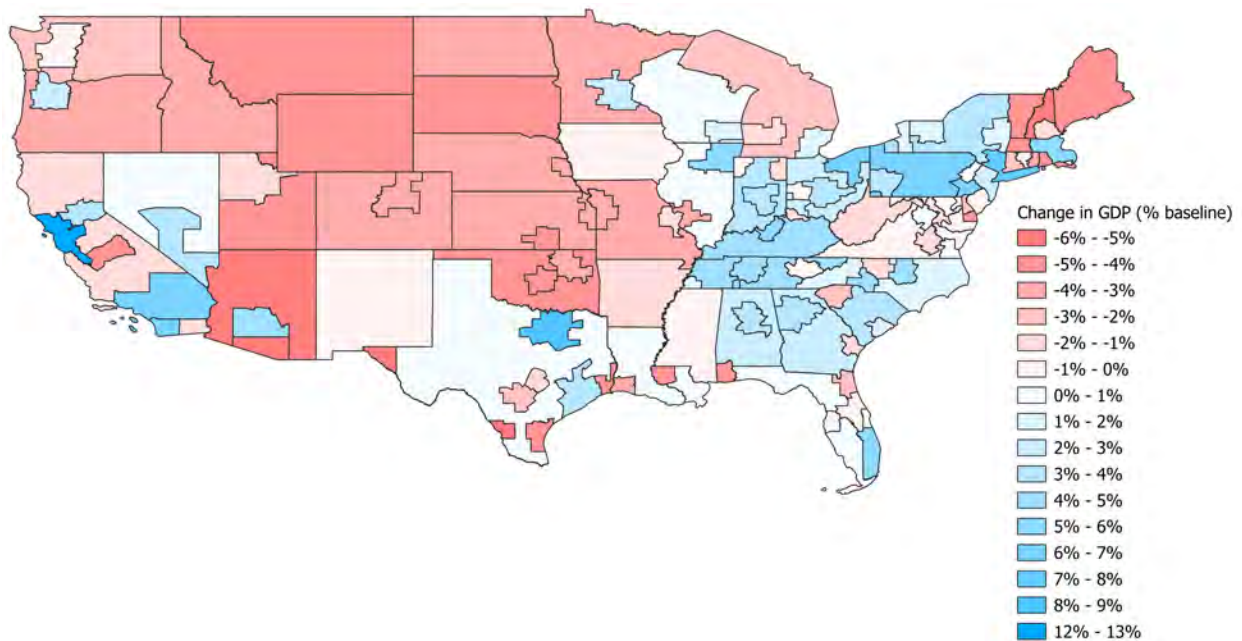 Change in GDP (% baseline)
-6% - -5%
-5% - -4%
-4% - -3%
-3% - -2%
-2% - -1%
-1% - 0%
0% - 1%
1% - 2%
2% - 3%
3% - 4%
4% - 5%
5% - 6%
6% - 7%
7% - 8%
8% - 9%
12% - 13%